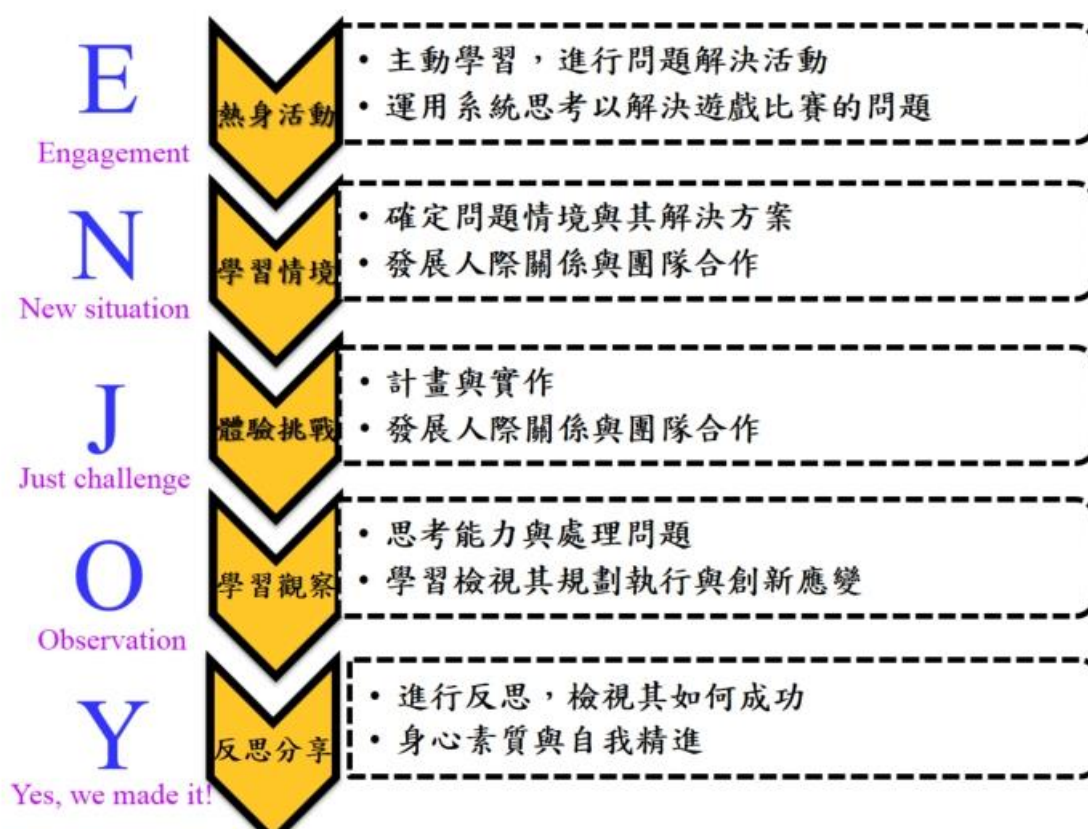 E
Engagement
熱身活動
• 主動學習，進行問題解決活動
• 運用系統思考以解決遊戲比賽的問題
N
New situation
學習情境
• 確定問題情境與其解決方案
• 發展人際關係與團隊合作
J
Just challenge
體驗挑戰
• 計畫與實作
• 發展人際關係與團隊合作
O
Observation
學習觀察
• 思考能力與處理問題
• 學習檢視其規劃執行與創新應變
Y
Yes, we made it!
反思分享
• 進行反思，檢視其如何成功
• 身心素質與自我精進